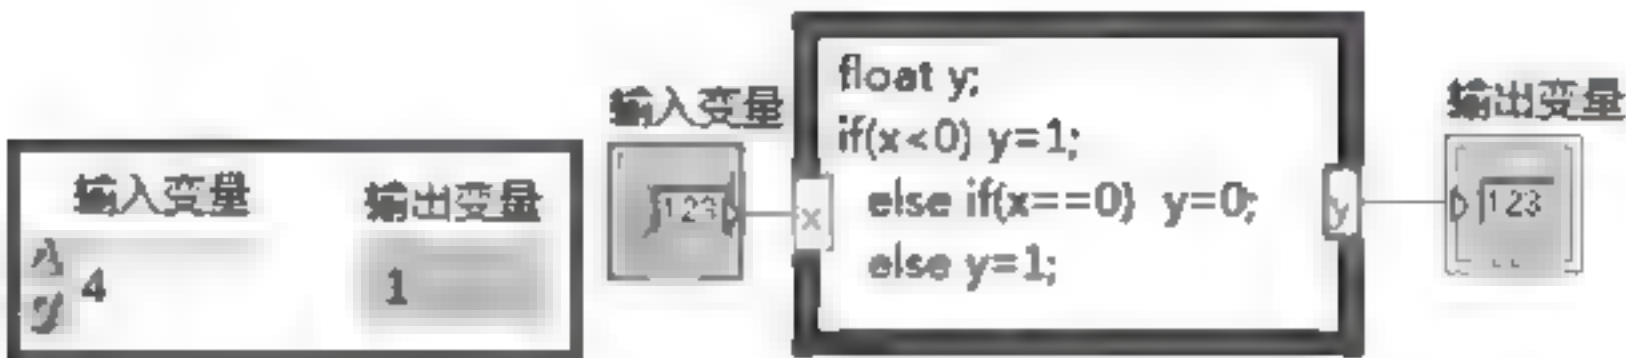 输入变量
输出变量
4
1
输入变量
123
x
float y;
if(x<0) y=1;
else if(x==0) y=0;
else y=1;
y
输出变量
123